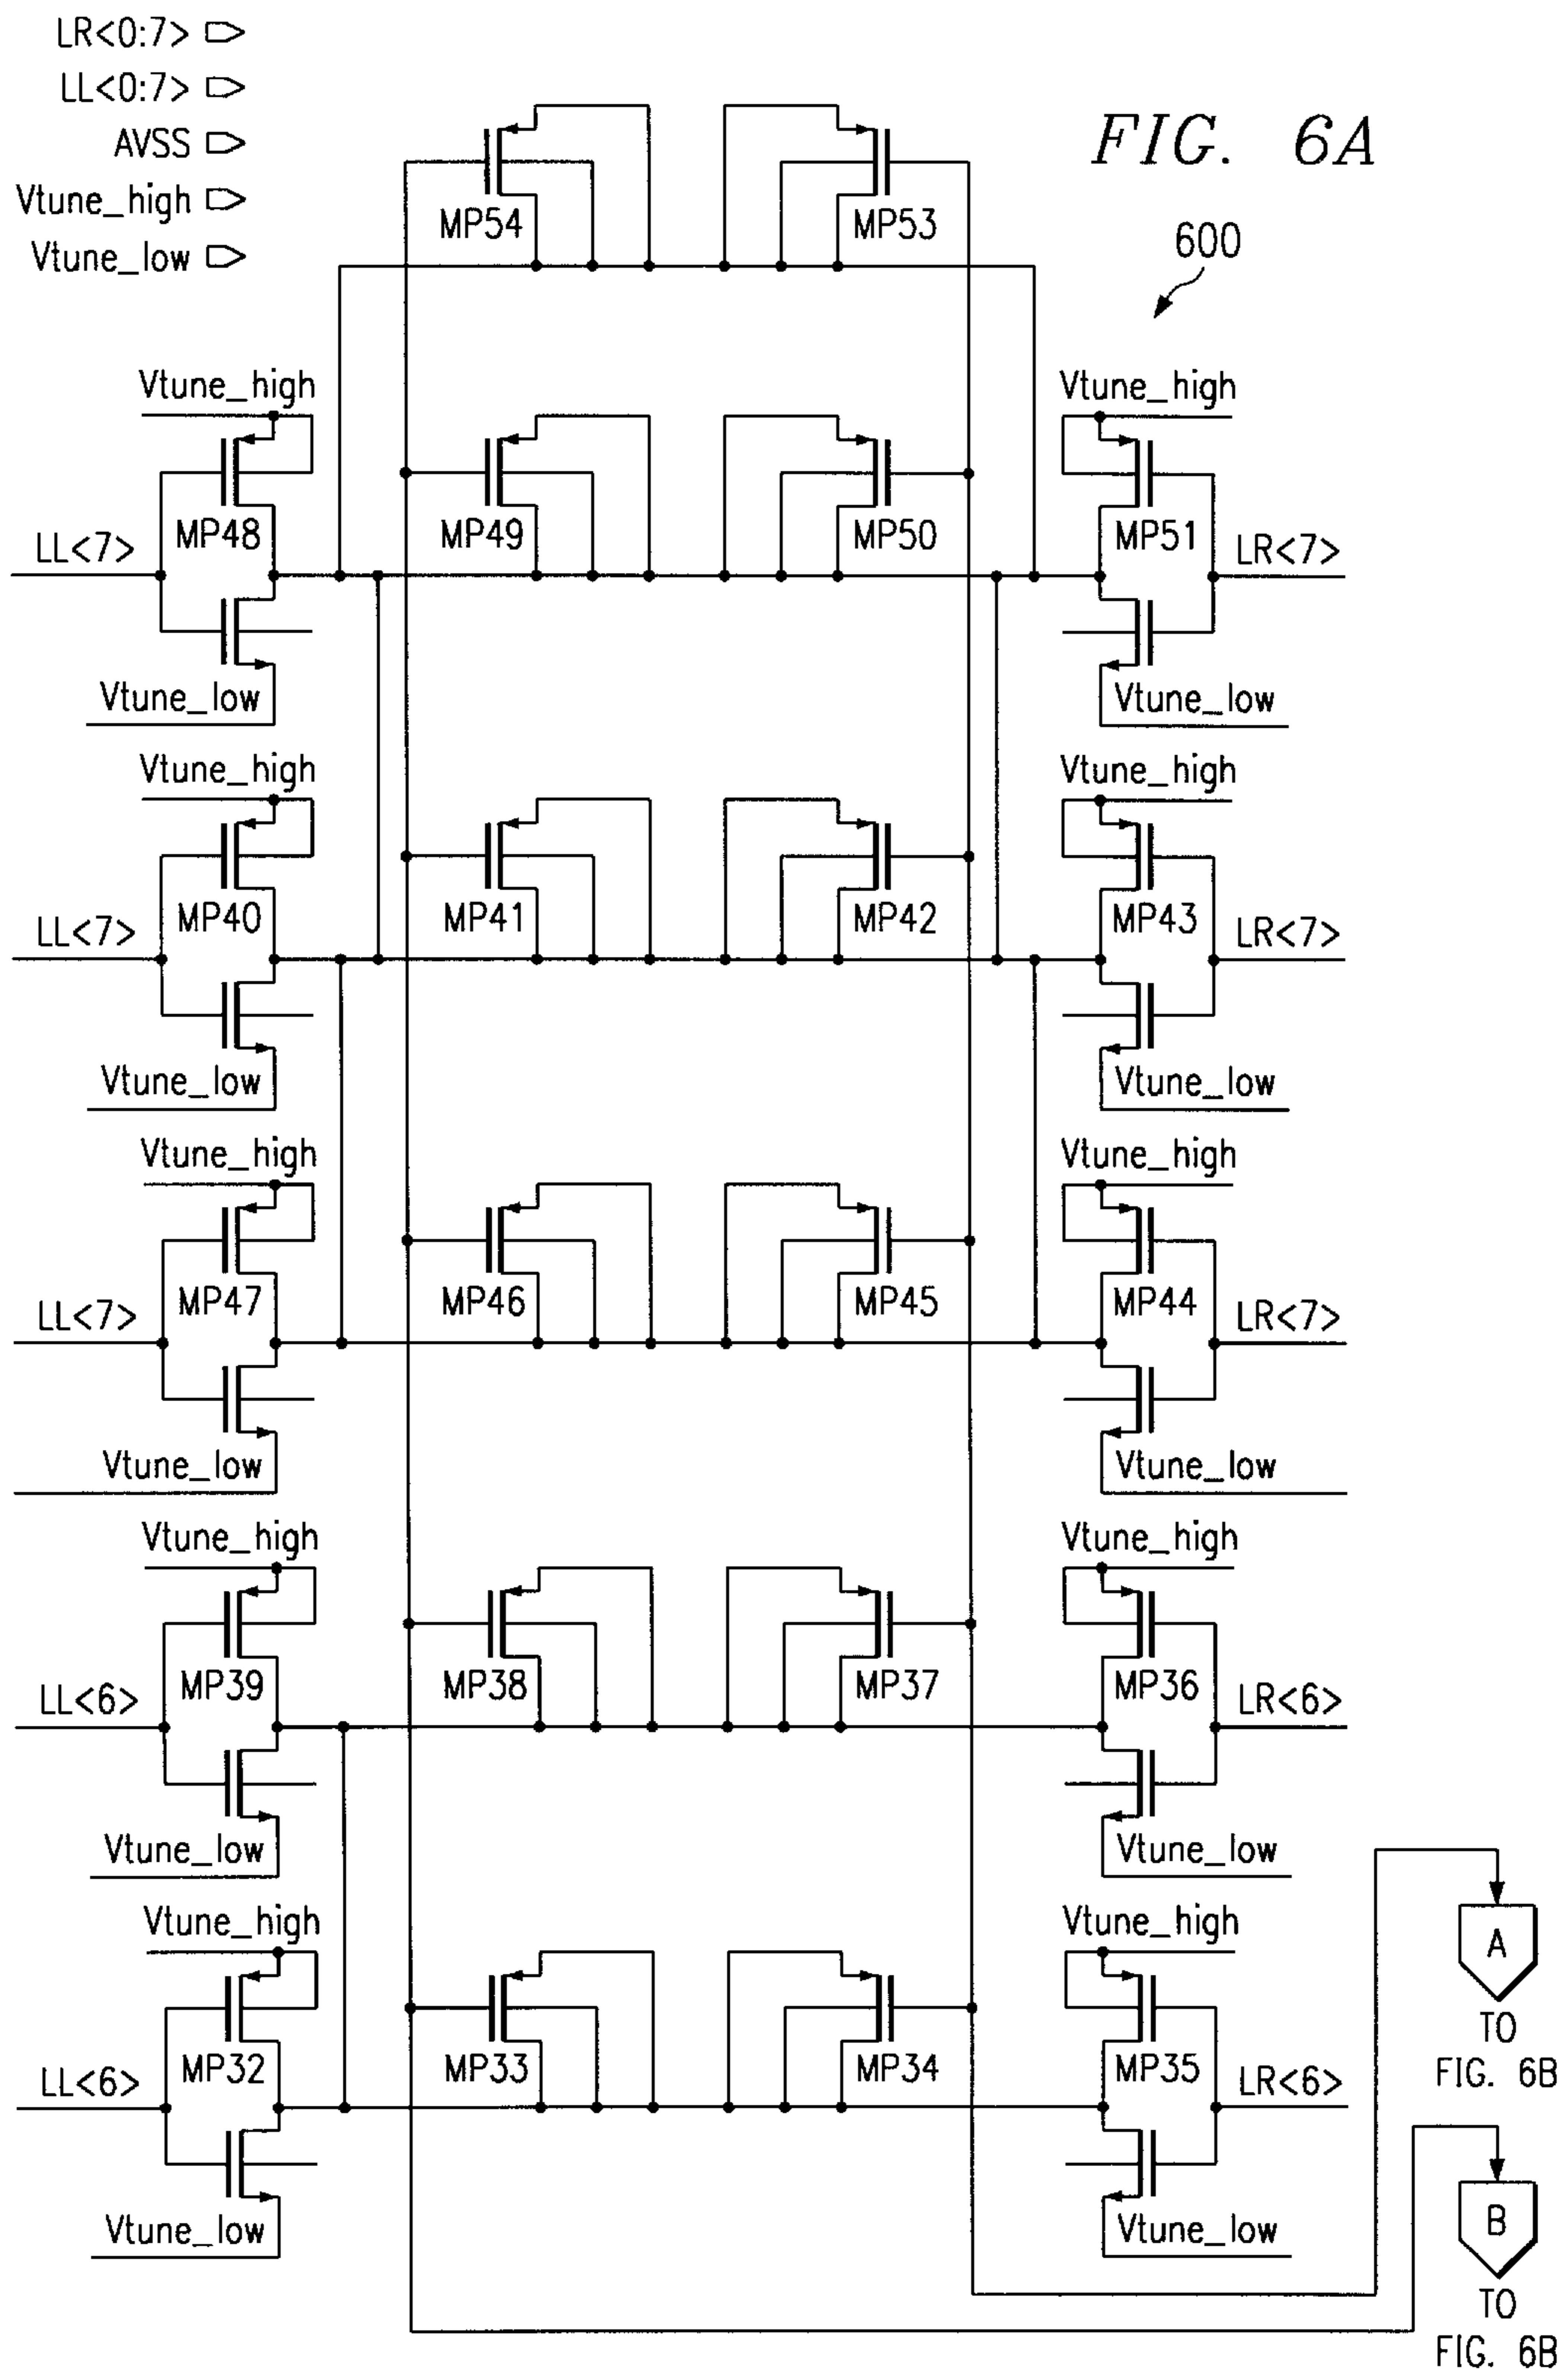 LR<0:7>
LL<0:7>
AVSS
Vtune_high
Vtune_low
FIG. 6A
600
MP54
MP53
Vtune_high
Vtune_high
MP48
MP49
MP50
MP51
LL<7>
LR<7>
Vtune_low
Vtune_low
Vtune_high
Vtune_high
MP40
MP41
MP42
MP43
LL<7>
LR<7>
Vtune_low
Vtune_low
Vtune_high
Vtune_high
MP47
MP46
MP45
MP44
LL<7>
LR<7>
Vtune_low
Vtune_low
Vtune_high
Vtune_high
MP39
MP38
MP37
MP36
LL<6>
LR<6>
Vtune_low
Vtune_low
Vtune_high
Vtune_high
A
TO
FIG. 6B
MP32
MP33
MP34
MP35
LL<6>
LR<6>
Vtune_low
Vtune_low
B
TO
FIG. 6B